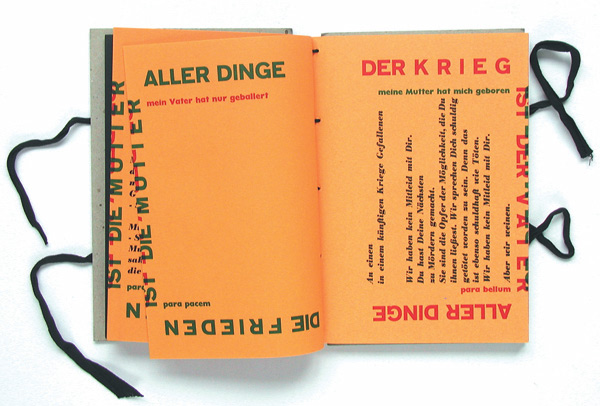 IST DIE MUTTER
ALLER DINGE
mein Vater hat nur geballert
IST DIE MUTTER
para pacem
DIE FRIEDEN
DER KRIEG
meine Mutter hat mich geboren
IST DER VATER
An einen
in einem künftigen Kriege Gefallenen
Wir haben kein Mitleid mit Dir.
Du hast Deine Nächsten
zu Mördern gemacht.
Sie sind die Opfer der Möglichkeit, die Du
ihnen ließest. Wir sprechen Dich schuldig
getötet worden zu sein. Denn das
ist ebenso schuldhaft wie Töten.
Wir haben kein Mitleid mit Dir.
Aber wir weinen.
para bellum
ALLER DINGE